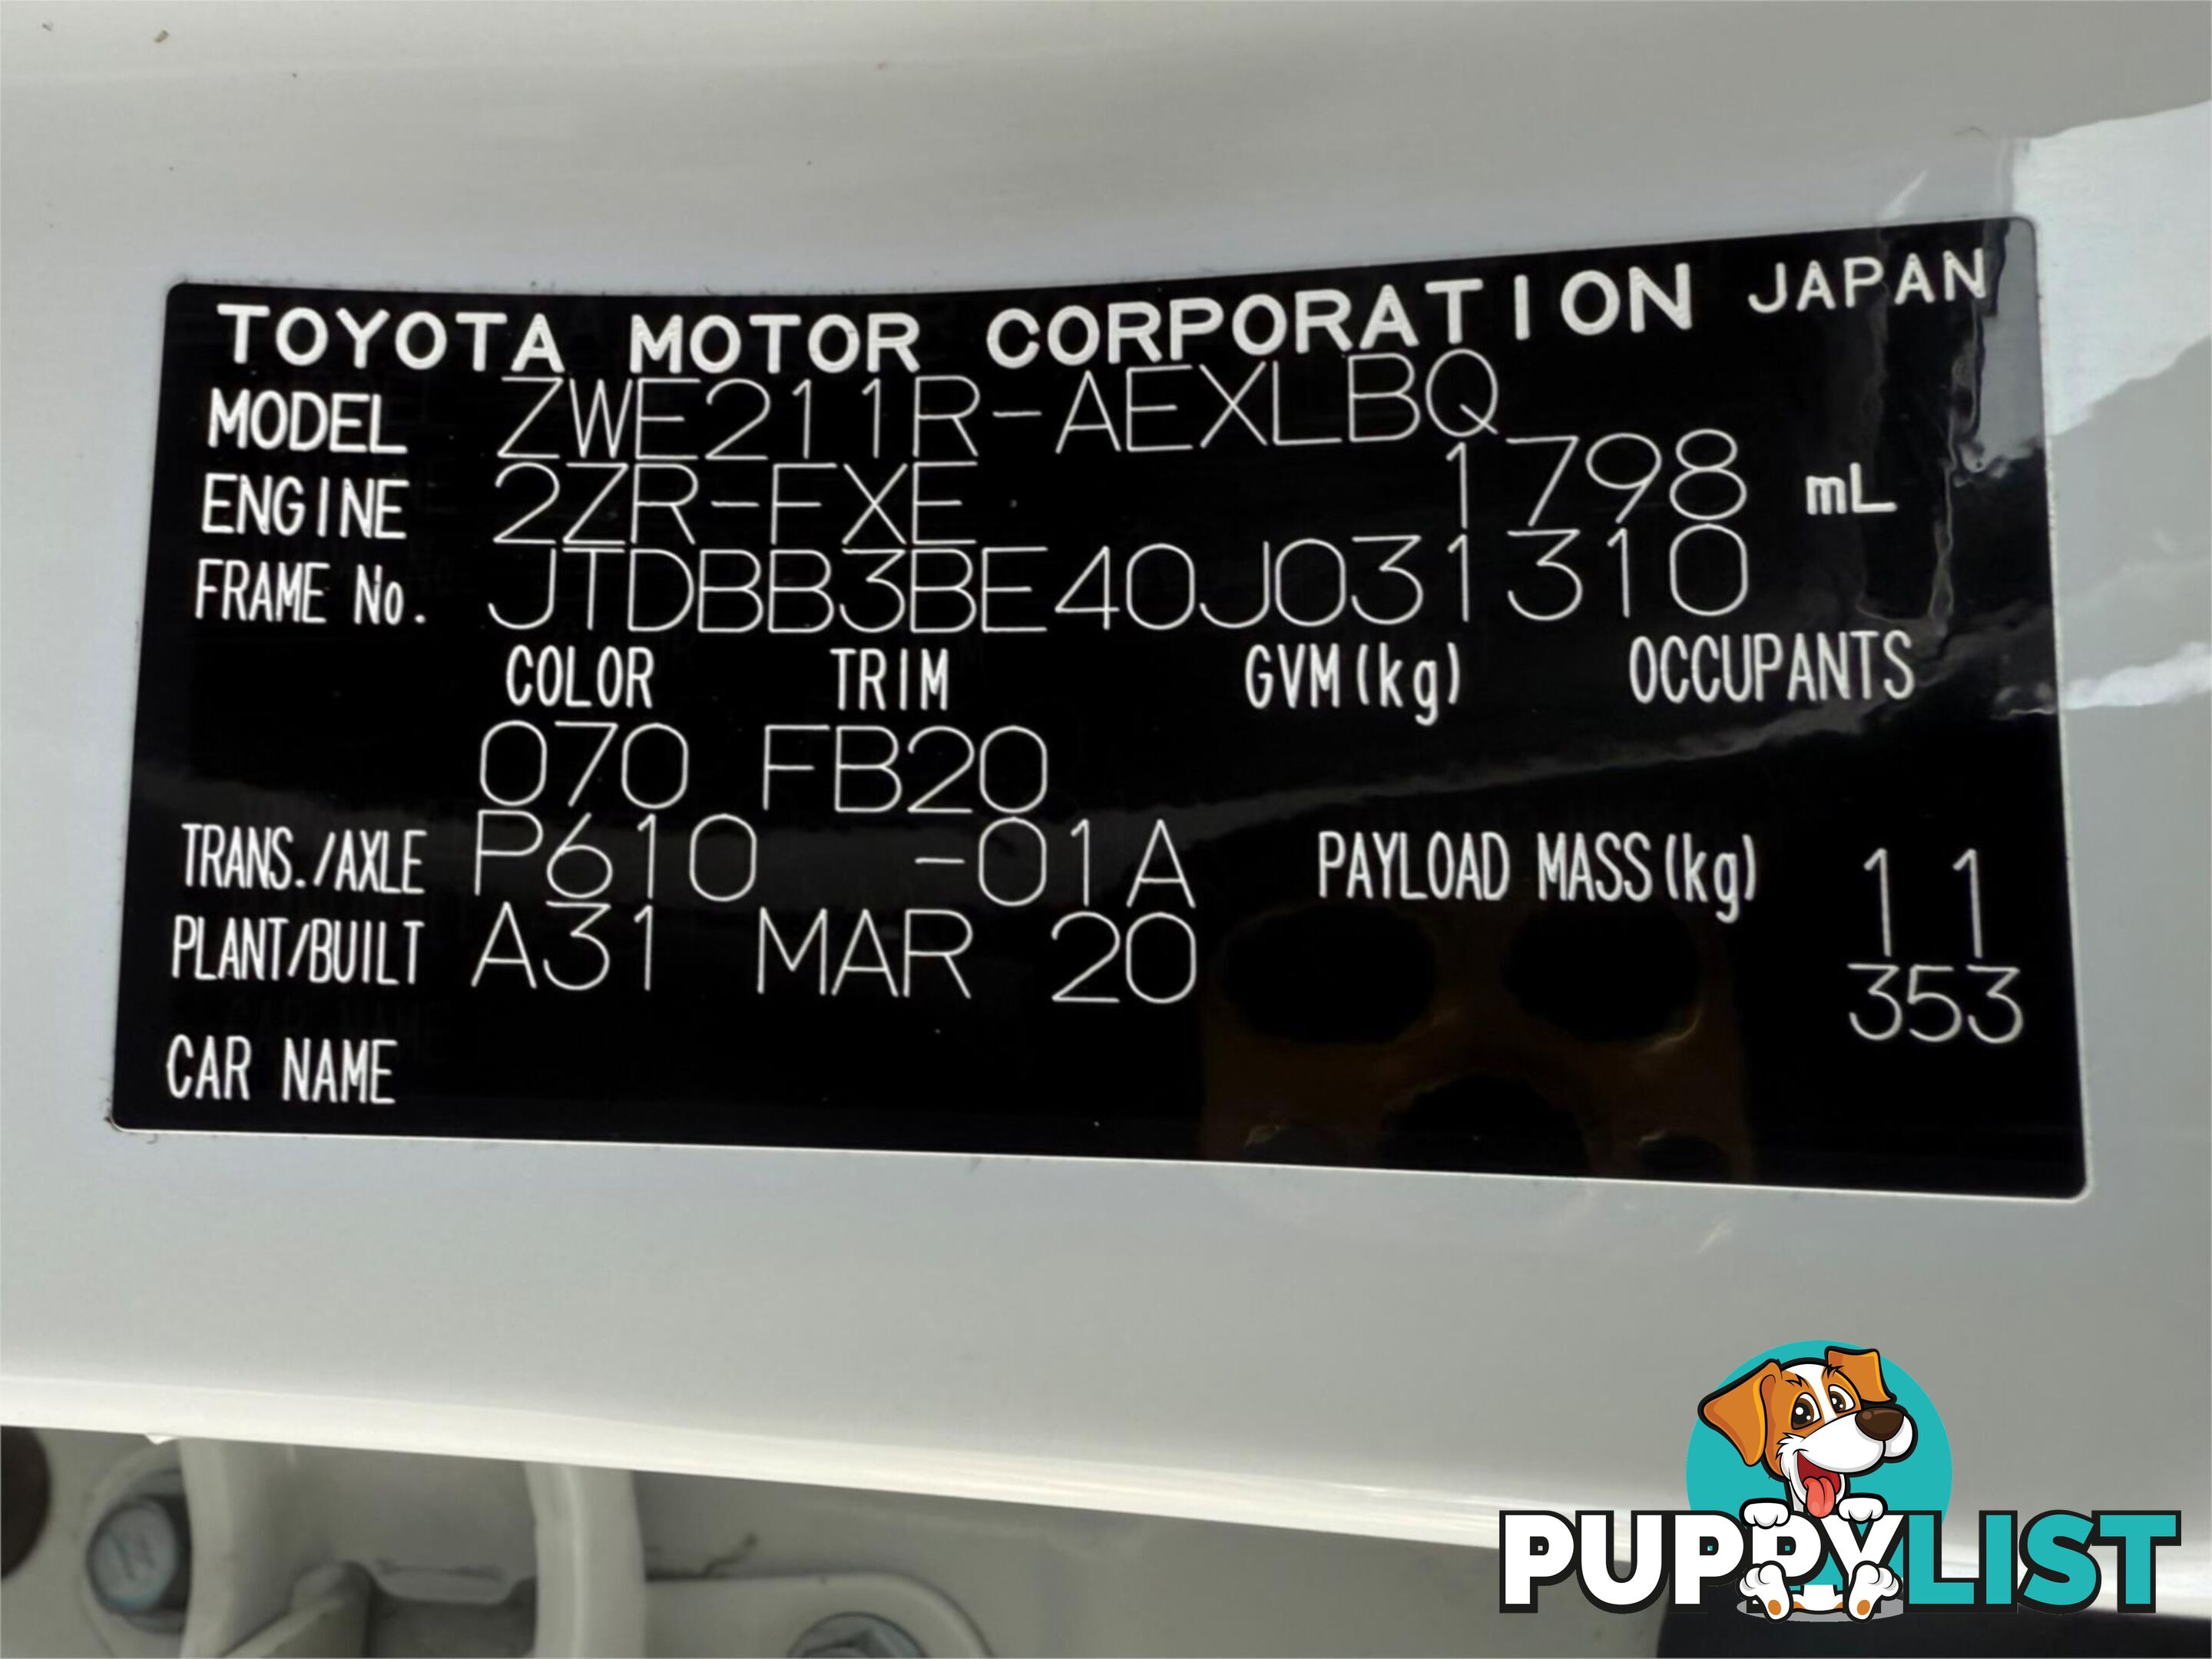 TOYOTA MOTOR CORPORATION JAPAN
MODEL ZWE211R-AEXLBQ
ENGINE 2ZR-FXE 1798 mL
FRAME No. JTDBB3BE40J031310
COLOR TRIM GVM(kg) OCCUPANTS
070 FB20
TRANS./AXLE P610 -01A PAYLOAD MASS(kg) 11
PLANT/BUILT A31 MAR 20 353
CAR NAME
PUPPYLIST